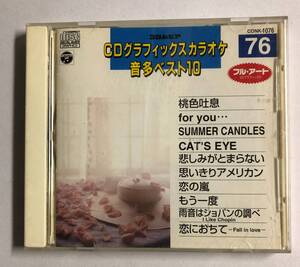 コロムビア
CDグラフィックスカラオケ
音多ベスト10
CDNK-1076
76
フル・アート
桃色吐息
for you…
SUMMER CANDLES
CAT'S EYE
悲しみがとまらない
思いきりアメリカン
恋の嵐
もう一度
雨音はショパンの調べ
I Like Chopin
恋におちて—Fall in love—